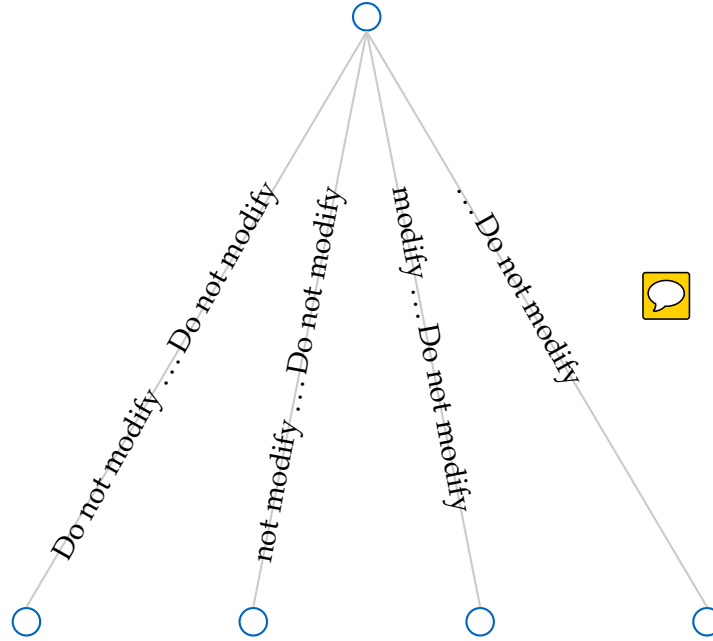 Do not modify … Do not modify
not modify … Do not modify
modify … Do not modify
… Do not modify